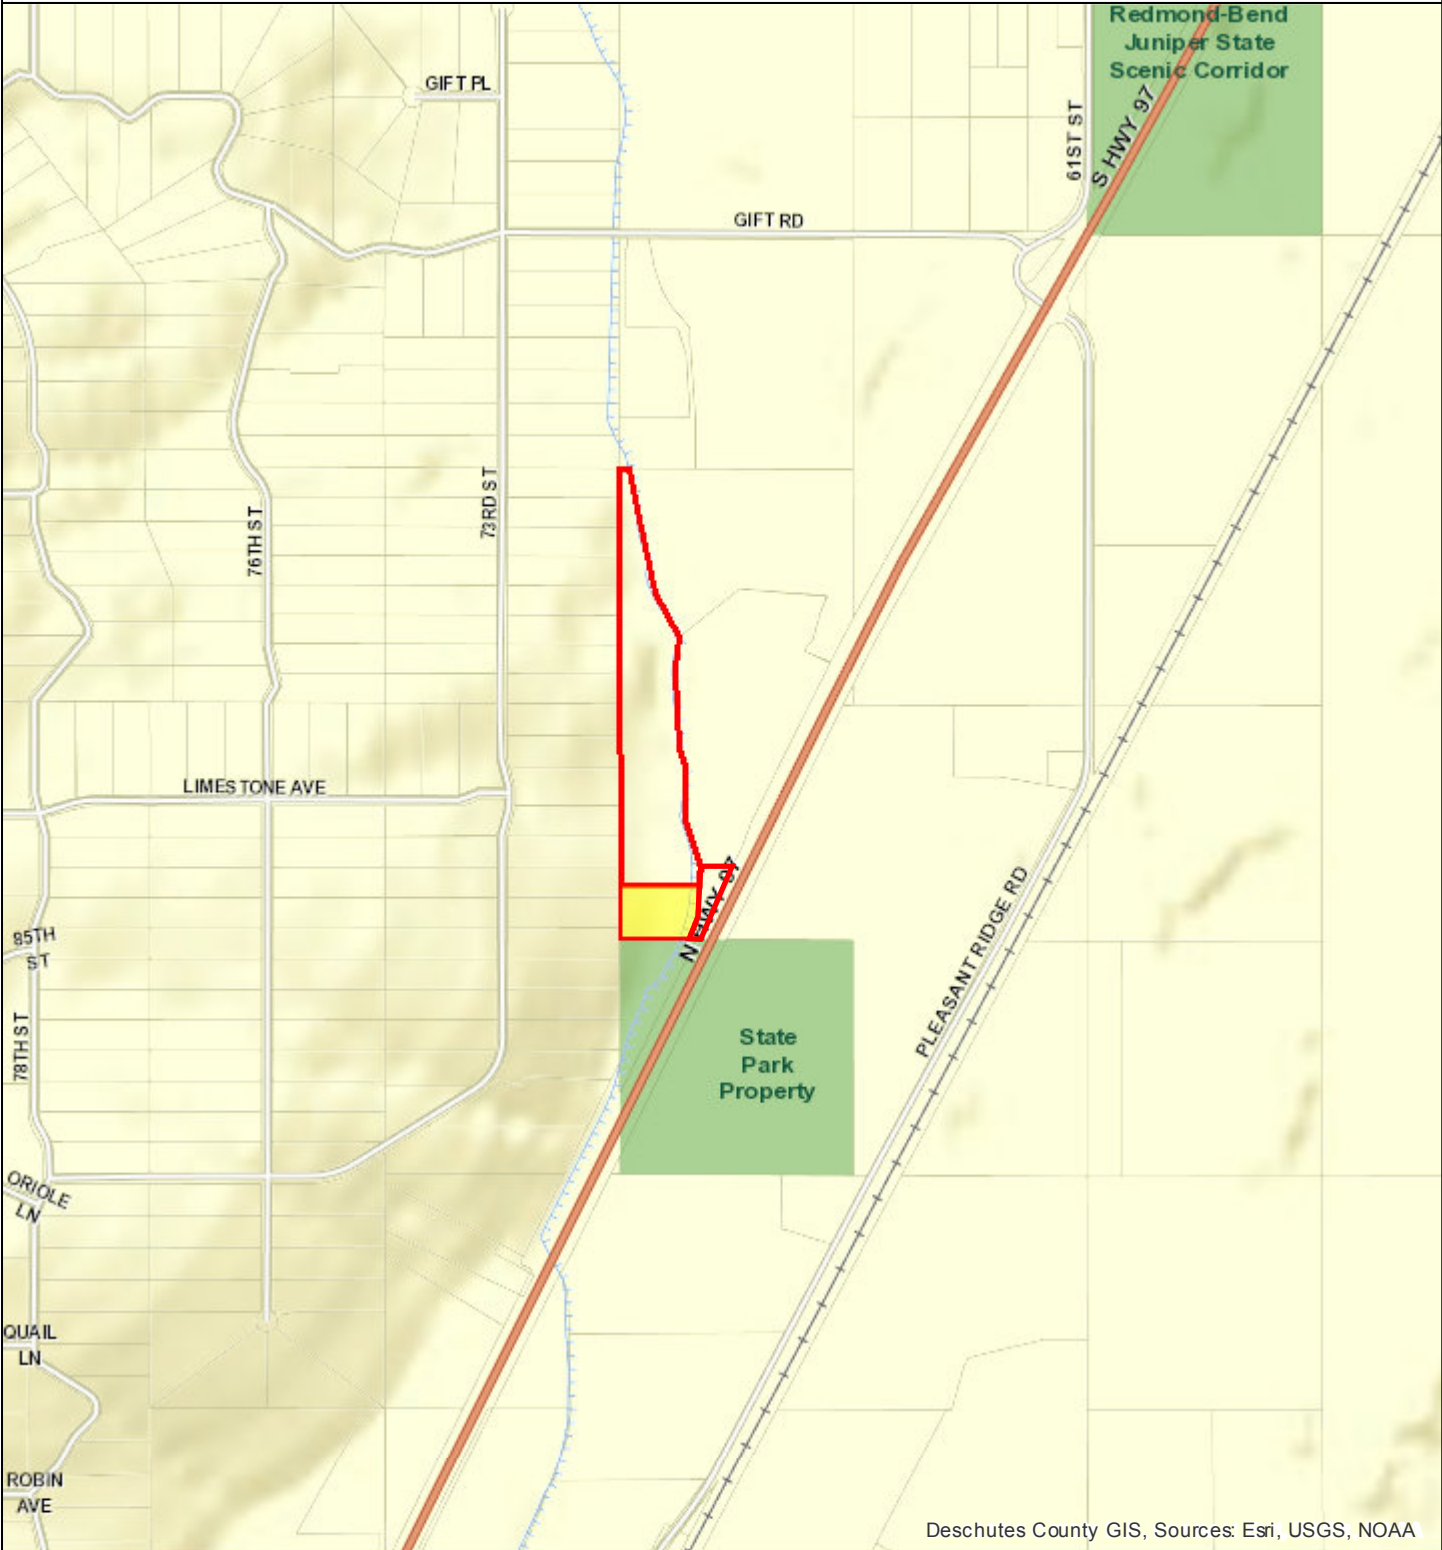 Redmond-Bend
Juniper State
Scenic Corridor
GIFT PL
61ST ST
S HWY 97
GIFT RD
73RD ST
76TH ST
LIMESTONE AVE
N HWY 97
PLEASANT RIDGE RD
85TH
ST
78TH ST
State
Park
Property
ORIOLE
LN
QUAIL
LN
ROBIN
AVE
Deschutes County GIS, Sources: Esri, USGS, NOAA